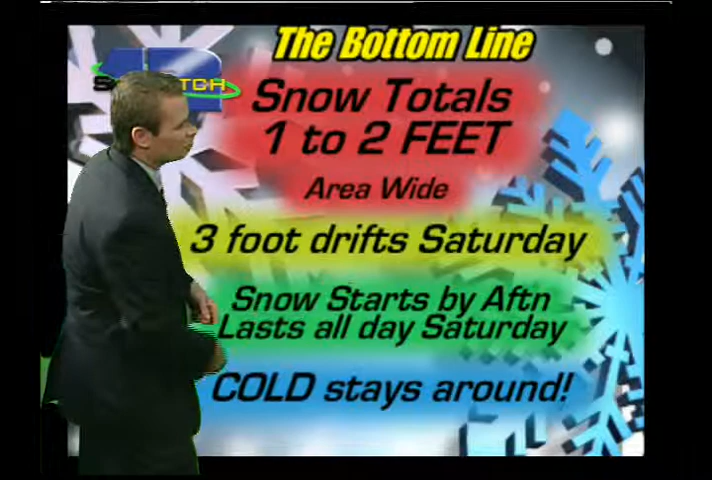 The Bottom Line
Snow Totals
1 to 2 FEET
Area Wide
3 foot drifts Saturday
Snow Starts by Aftn
Lasts all day Saturday
COLD stays around!